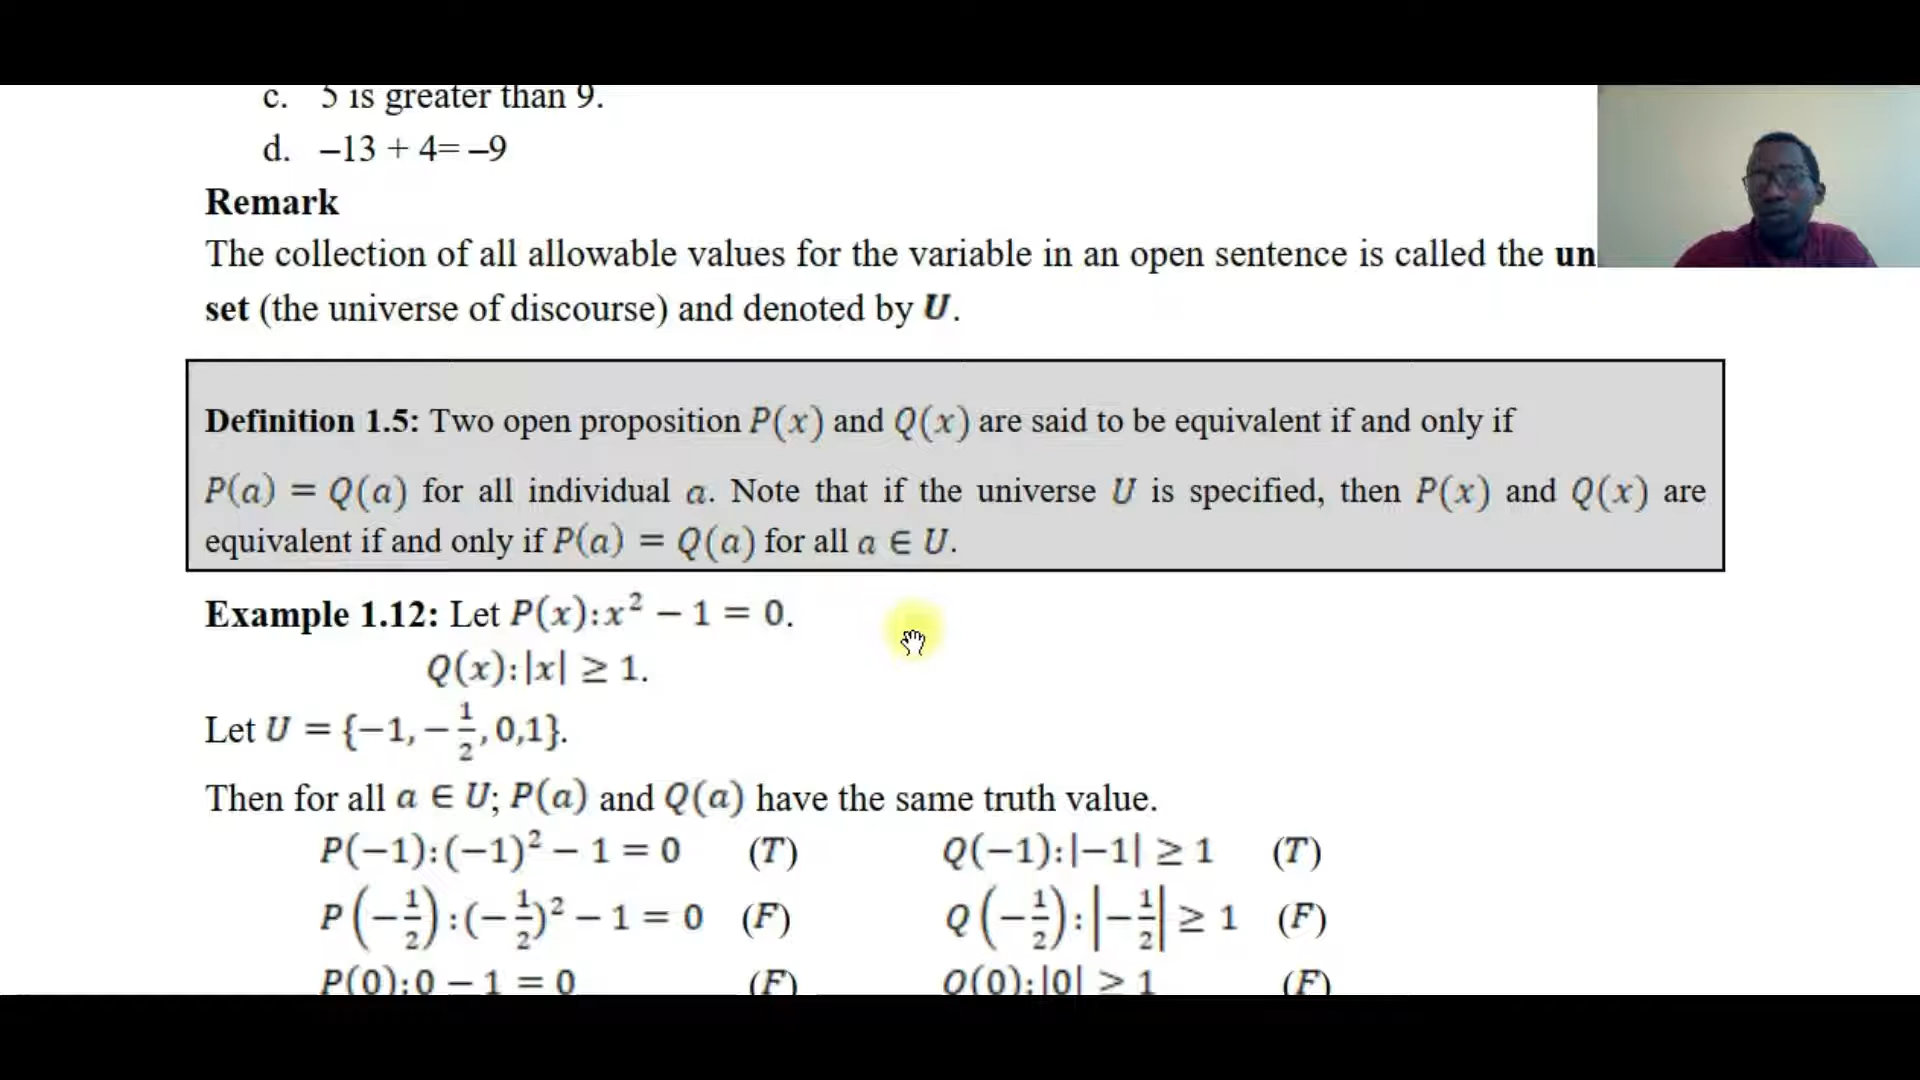 c. 5 is greater than 9.
d. –13 + 4= –9
Remark
The collection of all allowable values for the variable in an open sentence is called the un
set (the universe of discourse) and denoted by U.
Definition 1.5: Two open proposition P(x) and Q(x) are said to be equivalent if and only if
P(a) = Q(a) for all individual a. Note that if the universe U is specified, then P(x) and Q(x) are
equivalent if and only if P(a) = Q(a) for all a ∈ U.
Example 1.12: Let P(x): x² − 1 = 0.
Q(x): |x| ≥ 1.
Let U = {−1, −1/2, 0,1}.
Then for all a ∈ U; P(a) and Q(a) have the same truth value.
P(−1): (−1)² − 1 = 0 (T) Q(−1): |−1| ≥ 1 (T)
P(−1/2): (−1/2)² − 1 = 0 (F) Q(−1/2): |−1/2| ≥ 1 (F)
P(0): 0 − 1 = 0 (F) Q(0): |0| ≥ 1 (F)